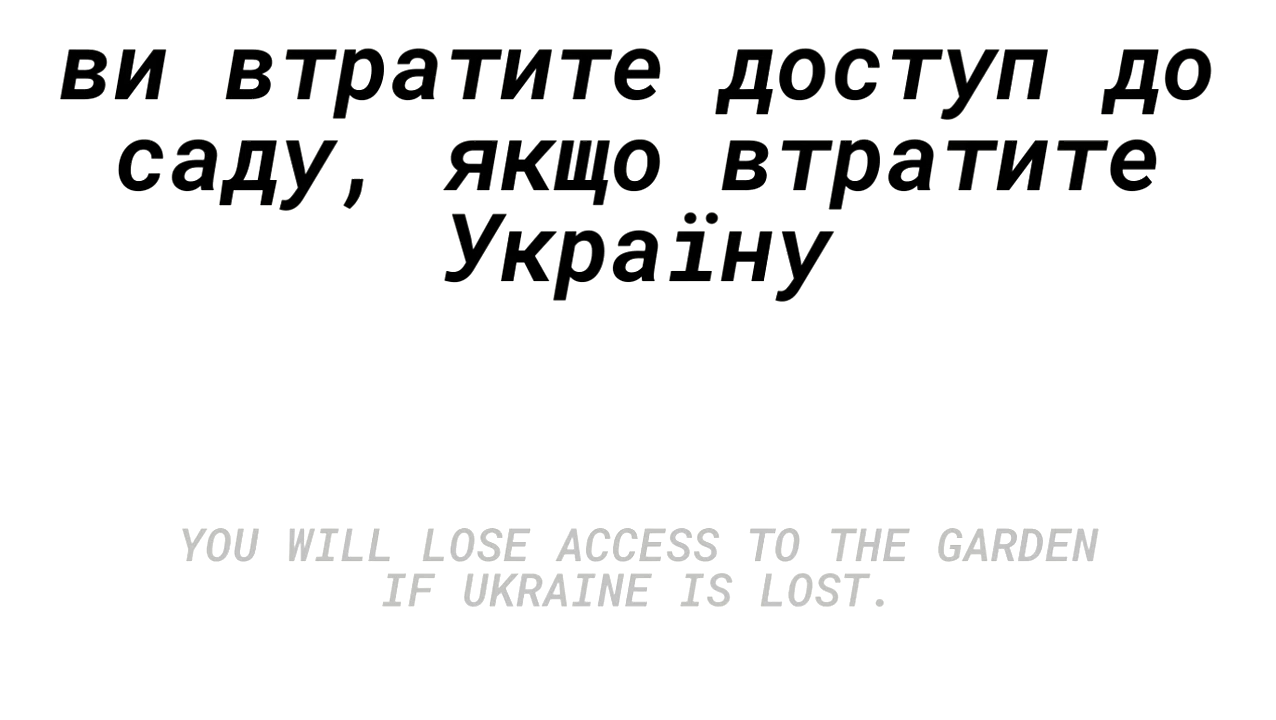 ви втратите доступ до
саду, якщо втратите
Україну
YOU WILL LOSE ACCESS TO THE GARDEN
IF UKRAINE IS LOST.